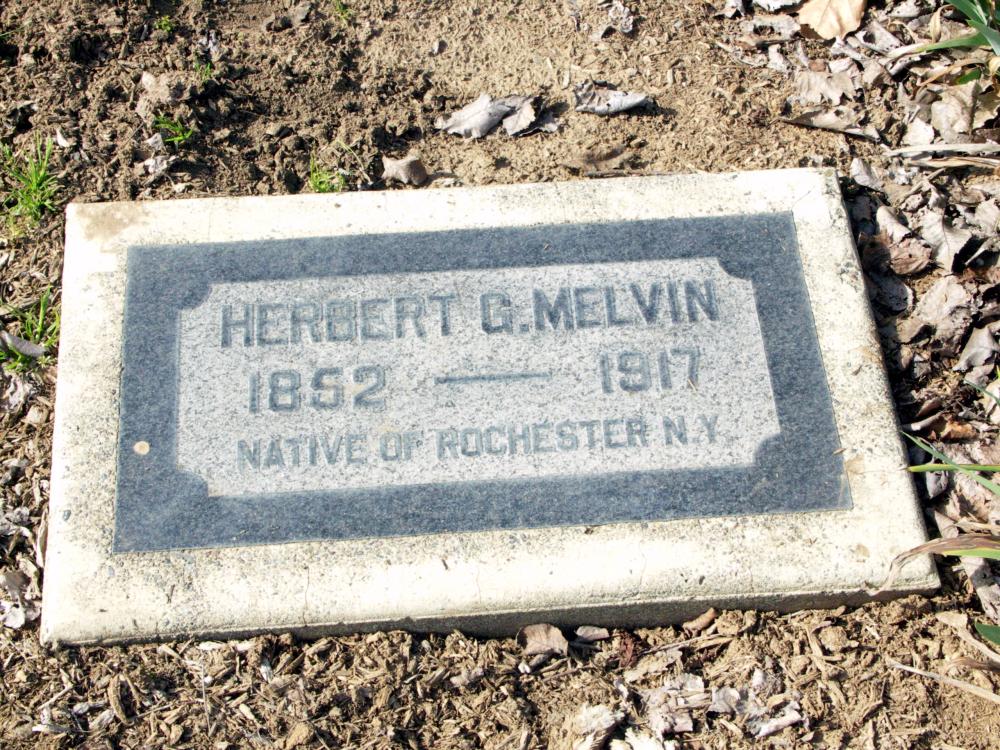 HERBERT G. MELVIN
1852 — 1917
NATIVE OF ROCHESTER N.Y.